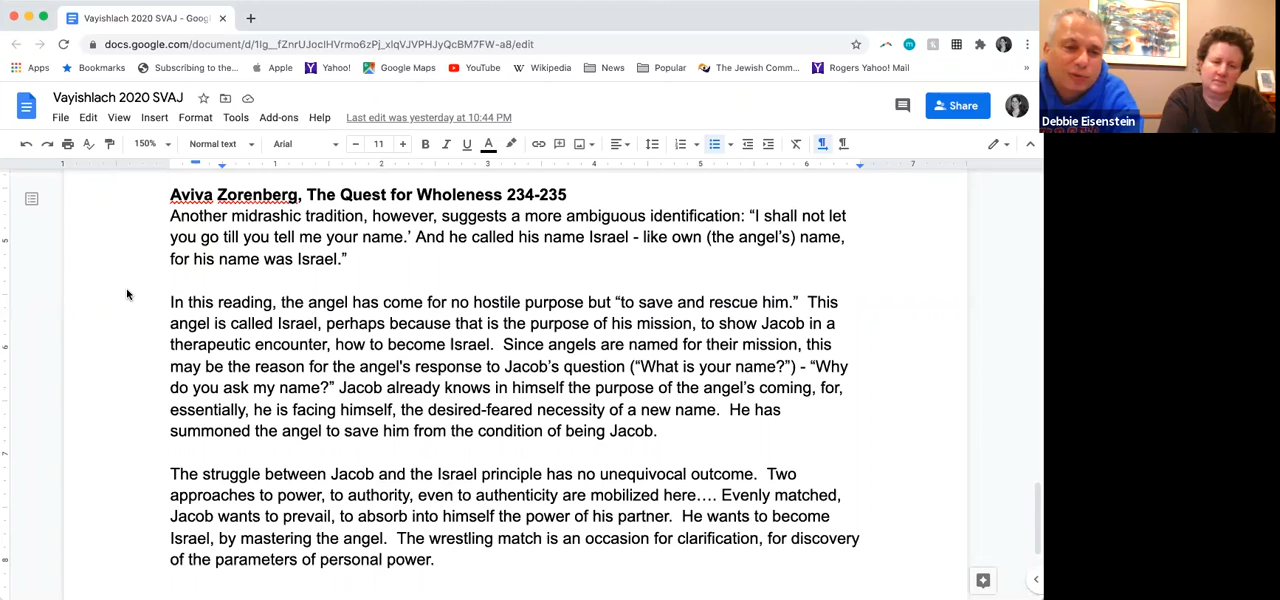 Vayishlach 2020 SVAJ - Googl
docs.google.com/document/d/1lg__fZnrUJoclHVrmo6zPj_xlqVJVPHJyQcBM7FW-a8/edit
Apps Bookmarks Subscribing to the... Apple Yahoo! Google Maps YouTube Wikipedia News Popular The Jewish Comm... Rogers Yahoo! Mail »
Vayishlach 2020 SVAJ
File Edit View Insert Format Tools Add-ons Help Last edit was yesterday at 10:44 PM
Share
150% Normal text Arial 11 B I U A
1 1 2 3 4 5 6 7
Aviva Zorenberg, The Quest for Wholeness 234-235
Another midrashic tradition, however, suggests a more ambiguous identification: “I shall not let
you go till you tell me your name.’ And he called his name Israel - like own (the angel’s) name,
for his name was Israel.”
In this reading, the angel has come for no hostile purpose but “to save and rescue him.” This
angel is called Israel, perhaps because that is the purpose of his mission, to show Jacob in a
therapeutic encounter, how to become Israel. Since angels are named for their mission, this
may be the reason for the angel's response to Jacob’s question (“What is your name?”) - “Why
do you ask my name?” Jacob already knows in himself the purpose of the angel’s coming, for,
essentially, he is facing himself, the desired-feared necessity of a new name. He has
summoned the angel to save him from the condition of being Jacob.
The struggle between Jacob and the Israel principle has no unequivocal outcome. Two
approaches to power, to authority, even to authenticity are mobilized here…. Evenly matched,
Jacob wants to prevail, to absorb into himself the power of his partner. He wants to become
Israel, by mastering the angel. The wrestling match is an occasion for clarification, for discovery
of the parameters of personal power.
5
6
7
8
Debbie Eisenstein